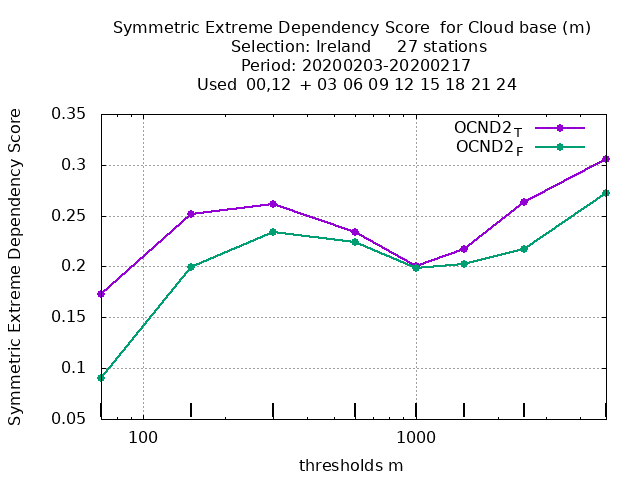 Symmetric Extreme Dependency Score  for Cloud base (m)
Selection: Ireland     27 stations
Period: 20200203-20200217
Used  00,12  + 03 06 09 12 15 18 21 24
OCND2T
OCND2F
Symmetric Extreme Dependency Score
0.35
0.3
0.25
0.2
0.15
0.1
0.05
100
1000
thresholds m